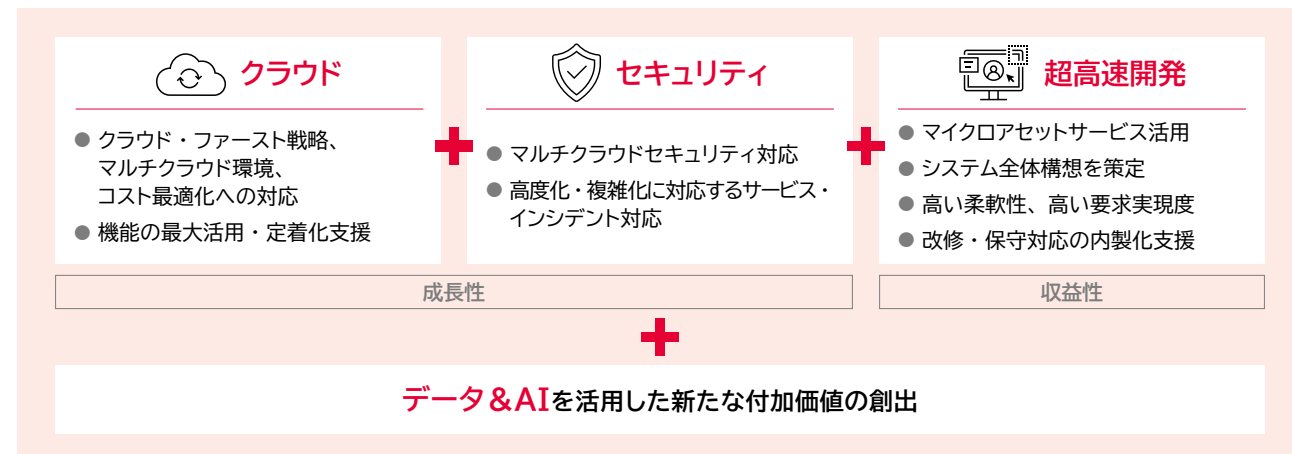 クラウド
● クラウド・ファースト戦略、
マルチクラウド環境、
コスト最適化への対応
● 機能の最大活用・定着化支援
セキュリティ
● マルチクラウドセキュリティ対応
● 高度化・複雑化に対応するサービス・
インシデント対応
超高速開発
● マイクロアセットサービス活用
● システム全体構想を策定
● 高い柔軟性、高い要求実現度
● 改修・保守対応の内製化支援
成長性
収益性
データ&AIを活用した新たな付加価値の創出